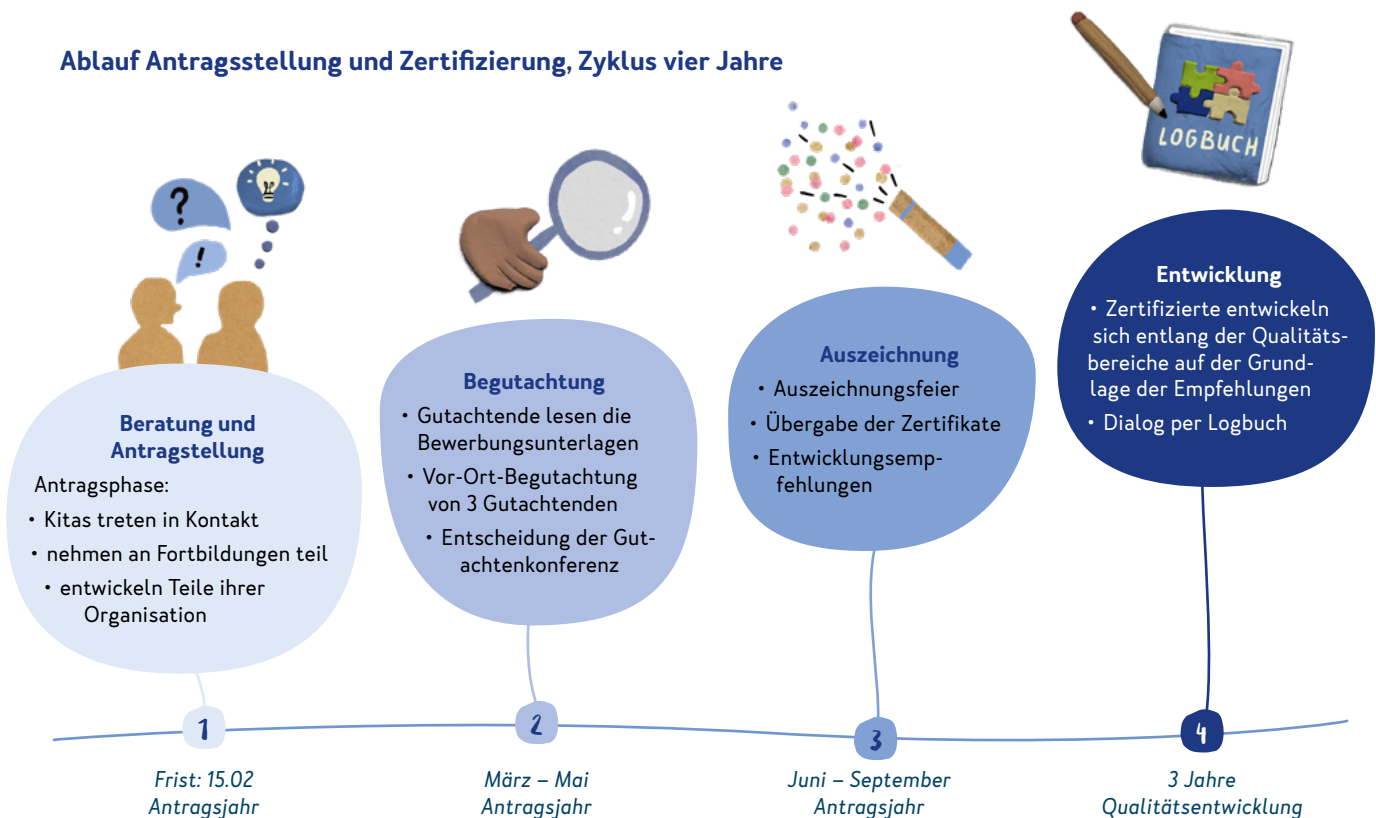 Ablauf Antragsstellung und Zertifizierung, Zyklus vier Jahre
?
!
LOGBUCH
Beratung und
Antragstellung
Antragsphase:
• Kitas treten in Kontakt
• nehmen an Fortbildungen teil
• entwickeln Teile ihrer
Organisation
Begutachtung
• Gutachtende lesen die
Bewerbungsunterlagen
• Vor-Ort-Begutachtung
von 3 Gutachtenden
• Entscheidung der Gut-
achtenkonferenz
Auszeichnung
• Auszeichnungsfeier
• Übergabe der Zertifikate
• Entwicklungsemp-
fehlungen
Entwicklung
• Zertifizierte entwickeln
sich entlang der Qualitäts-
bereiche auf der Grund-
lage der Empfehlungen
• Dialog per Logbuch
1
2
3
4
Frist: 15.02
Antragsjahr
März – Mai
Antragsjahr
Juni – September
Antragsjahr
3 Jahre
Qualitätsentwicklung